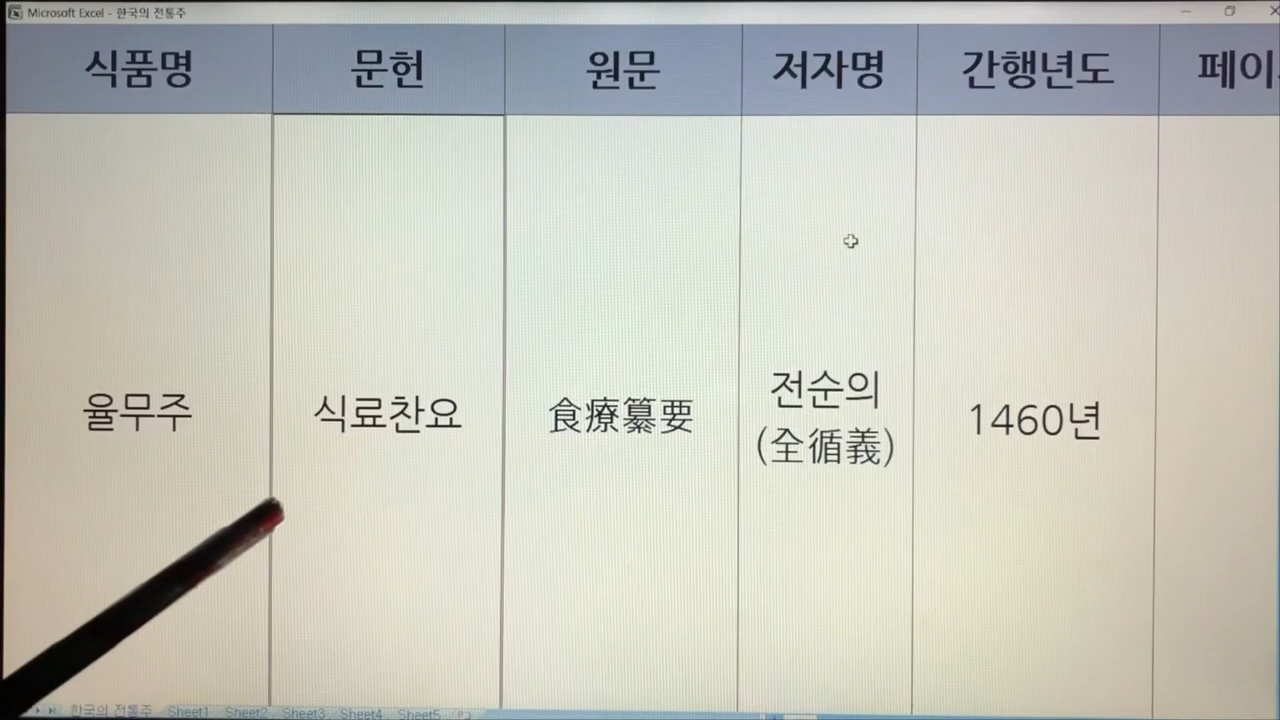 Microsoft Excel - 한국의 전통주
식품명 문헌 원문 저자명 간행년도 페이
율무주 식료찬요 食療纂要 전순의 1460년
(全循義)
한국의 전통주 Sheet1 Sheet2 Sheet3 Sheet4 Sheet5